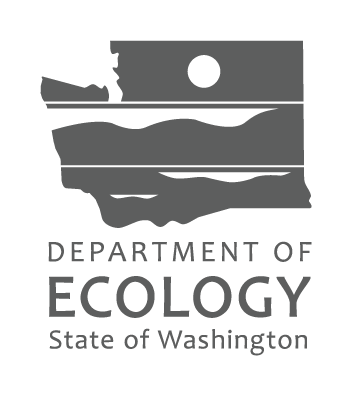 DEPARTMENT OF
ECOLOGY
State of Washington